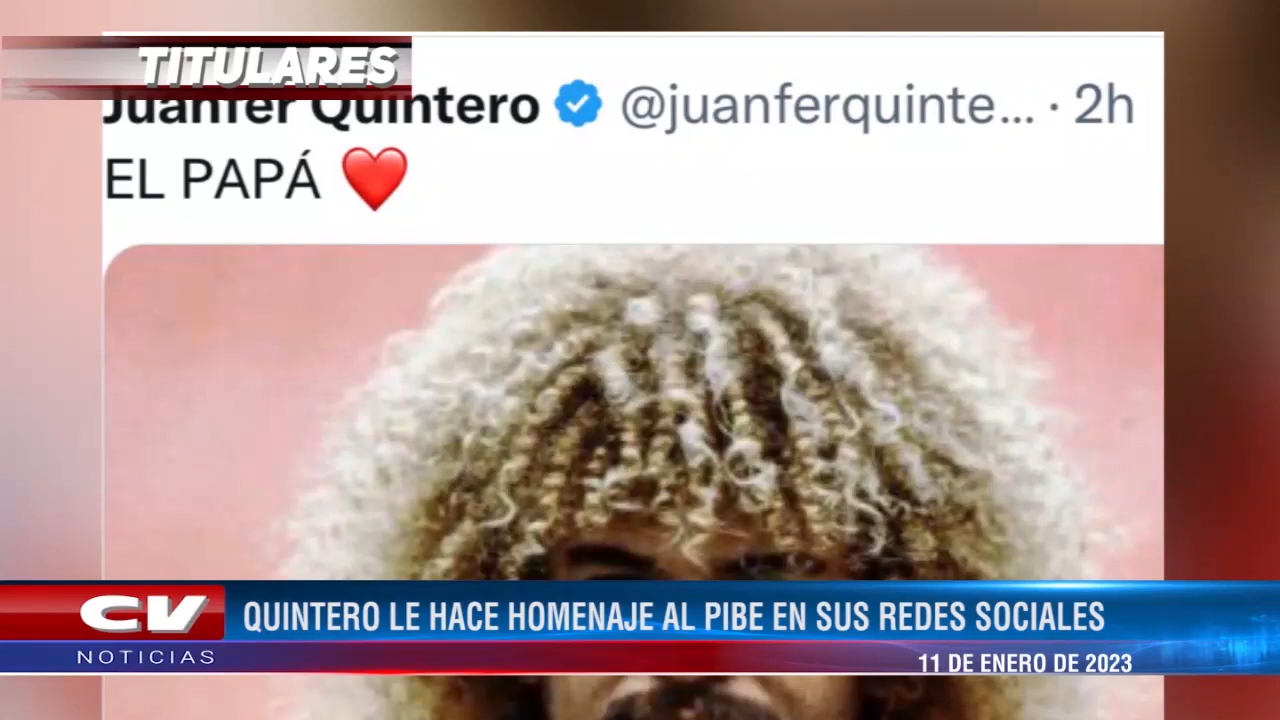 TITULARES
Juanfer Quintero @juanferquinte... · 2h
EL PAPÁ ❤️
CV
NOTICIAS
QUINTERO LE HACE HOMENAJE AL PIBE EN SUS REDES SOCIALES
11 DE ENERO DE 2023